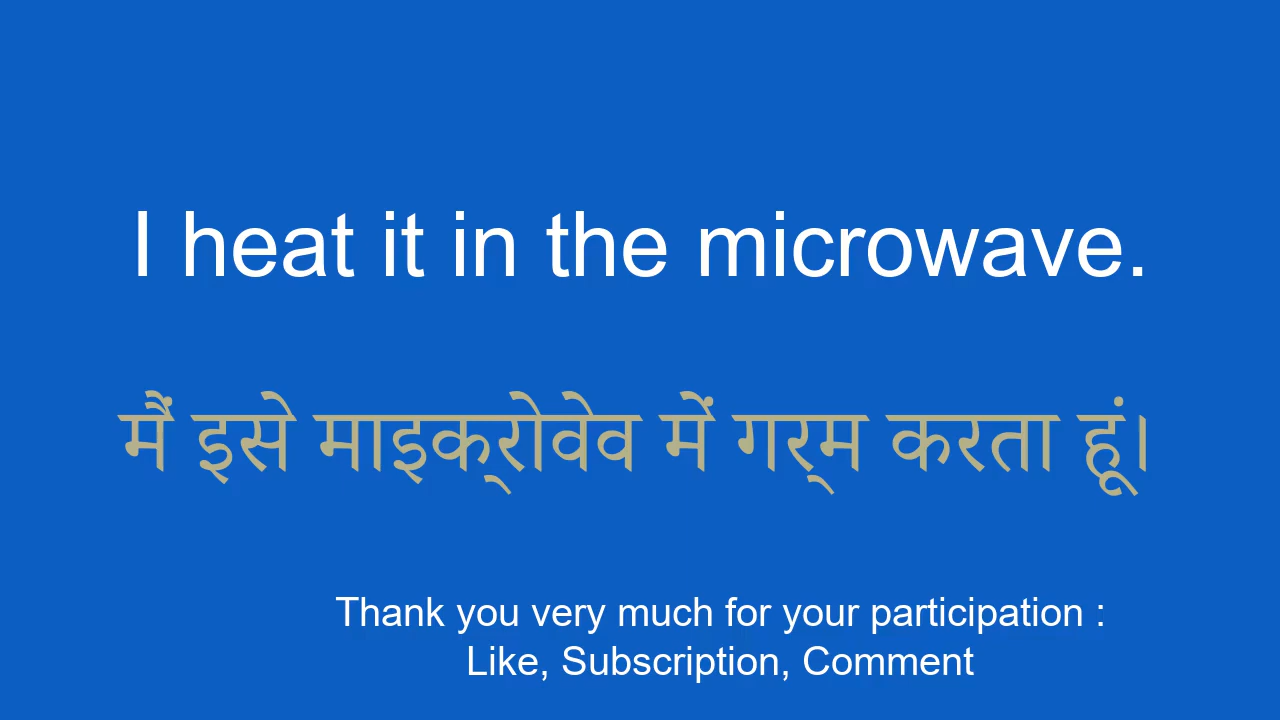 I heat it in the microwave.
मैं इसे माइक्‌रोवेव में गर्‌म करता हूं।
Thank you very much for your participation :
Like, Subscription, Comment